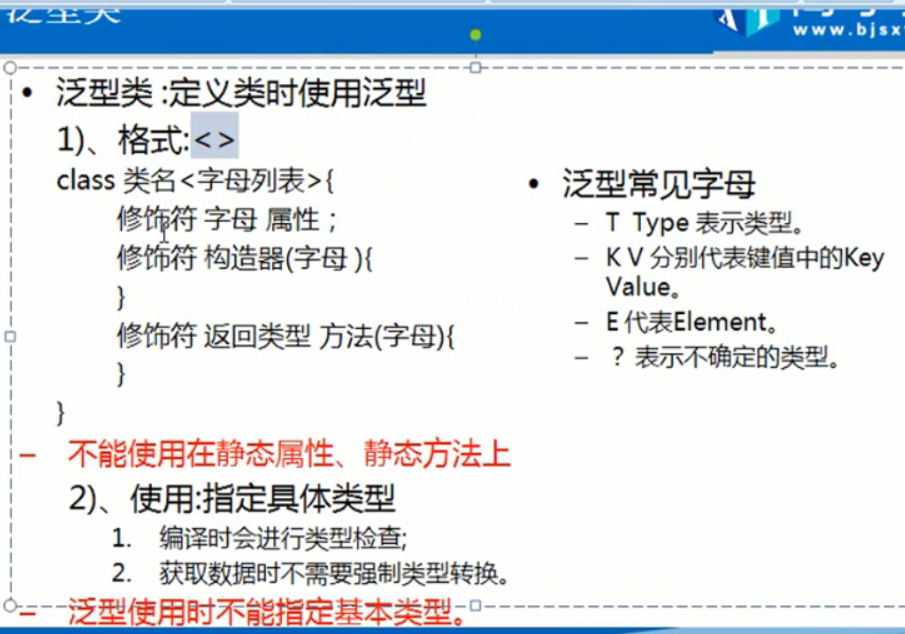 泛型类
www.bjsx
• 泛型类 :定义类时使用泛型
1)、格式:<>
class 类名<字母列表>{
修饰符 字母 属性 ;
修饰符 构造器(字母 ){
}
修饰符 返回类型 方法(字母){
}
}
– 不能使用在静态属性、静态方法上
2)、使用:指定具体类型
1. 编译时会进行类型检查;
2. 获取数据时不需要强制类型转换。
– 泛型使用时不能指定基本类型。
• 泛型常见字母
– T Type 表示类型。
– K V 分别代表键值中的Key
Value。
– E 代表Element。
– ？ 表示不确定的类型。